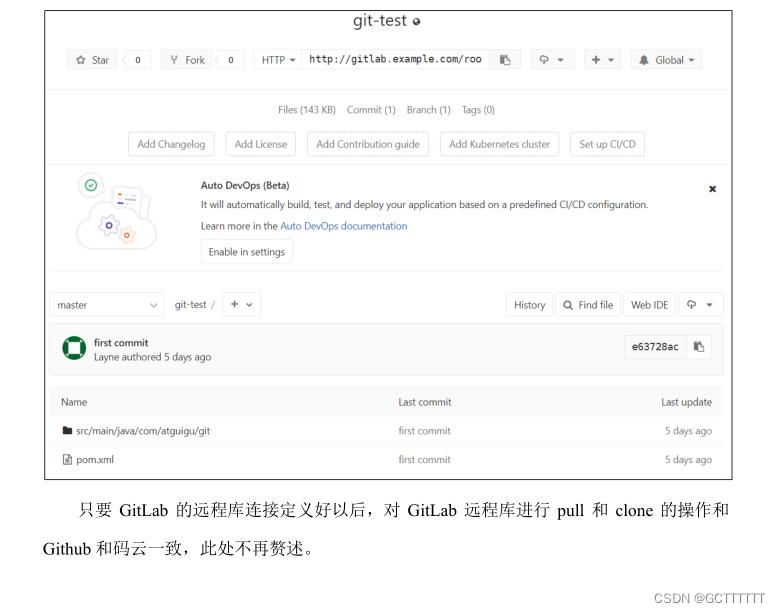 git-test
Star 0 Fork 0 HTTP http://gitlab.example.com/roo Global
Files (143 KB) Commit (1) Branch (1) Tags (0)
Add Changelog Add License Add Contribution guide Add Kubernetes cluster Set up CI/CD
Auto DevOps (Beta)
It will automatically build, test, and deploy your application based on a predefined CI/CD configuration.
Learn more in the Auto DevOps documentation
Enable in settings
master git-test / + History Find file Web IDE
first commit
Layne authored 5 days ago
e63728ac
Name Last commit Last update
src/main/java/com/atguigu/git first commit 5 days ago
pom.xml first commit 5 days ago
只要 GitLab 的远程库连接定义好以后，对 GitLab 远程库进行 pull 和 clone 的操作和
Github 和码云一致，此处不再赘述。
CSDN @GCTTTTTT